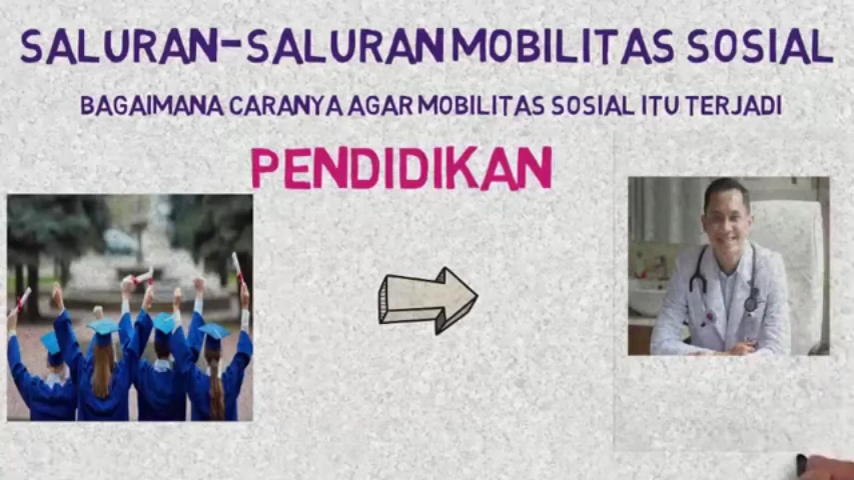 SALURAN-SALURAN MOBILITAS SOSIAL
BAGAIMANA CARANYA AGAR MOBILITAS SOSIAL ITU TERJADI
PENDIDIKAN